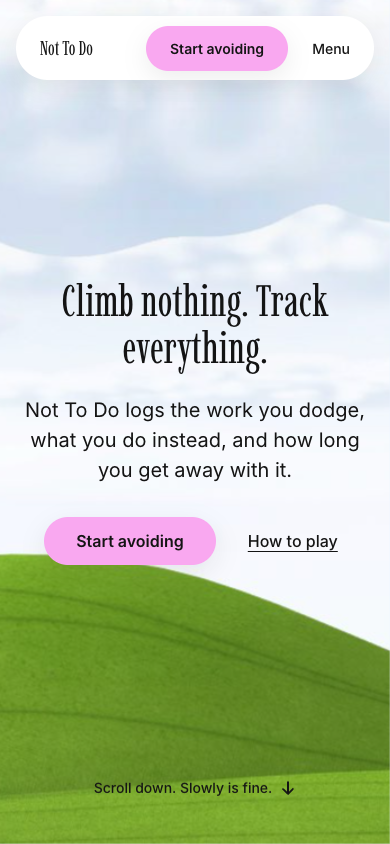 Not To Do
Start avoiding
Menu
Climb nothing. Track
everything.
Not To Do logs the work you dodge,
what you do instead, and how long
you get away with it.
Start avoiding
How to play
Scroll down. Slowly is fine.